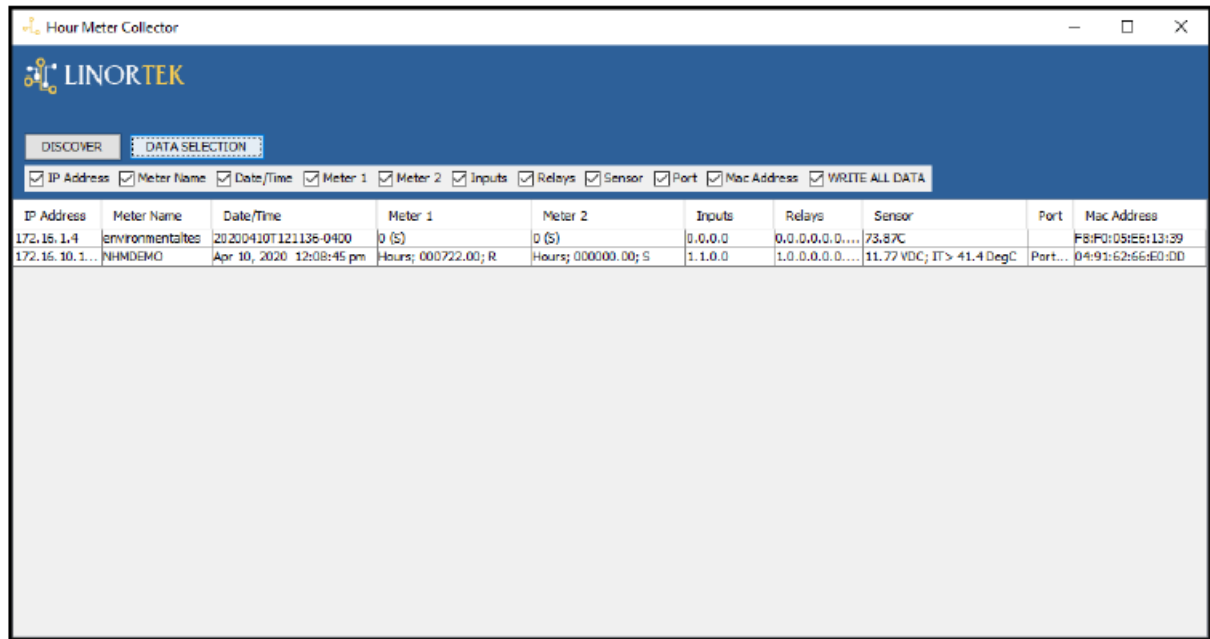 Hour Meter Collector
LINORTEK
DISCOVER DATA SELECTION
IP Address Meter Name Date/Time Meter 1 Meter 2 Inputs Relays Sensor Port Mac Address WRITE ALL DATA
IP Address Meter Name Date/Time Meter 1 Meter 2 Inputs Relays Sensor Port Mac Address
172.16.1.4 environmentaltes 20200410T121136-0400 0 (S) 0 (S) 0.0.0.0 0.0.0.0.0.0.... 73.87C F8:F0:05:E6:13:39
172.16.10.1... NHMDEMO Apr 10, 2020 12:08:45 pm Hours; 000722.00; R Hours; 000000.00; S 1.1.0.0 1.0.0.0.0.0.... 11.77 VDC; IT> 41.4 DegC Port... 04:91:62:66:E0:DD